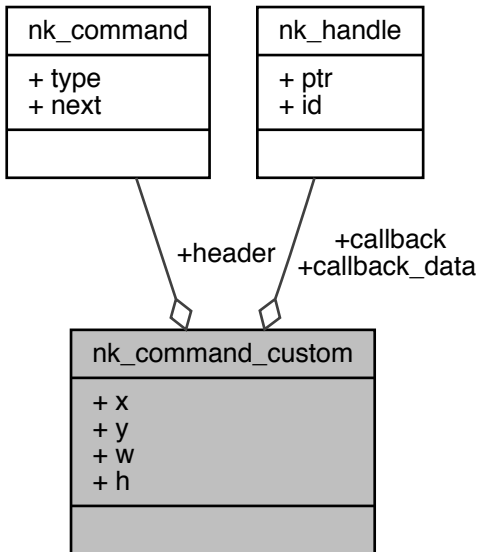 nk_command
+ type
+ next
nk_handle
+ ptr
+ id
+header
+callback
+callback_data
nk_command_custom
+ x
+ y
+ w
+ h